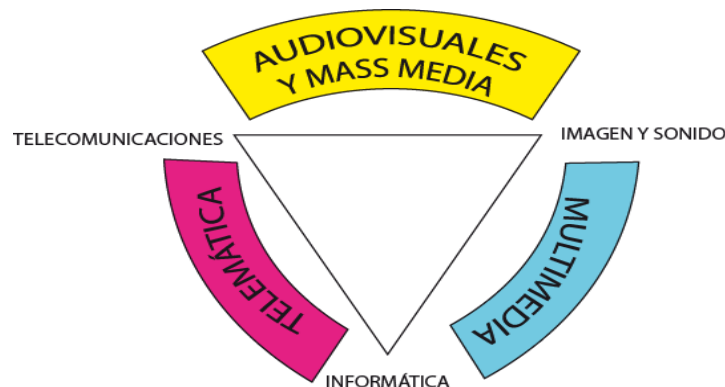 AUDIOVISUALES
Y MASS MEDIA
TELECOMUNICACIONES
IMAGEN Y SONIDO
TELEMÁTICA
MULTIMEDIA
INFORMÁTICA